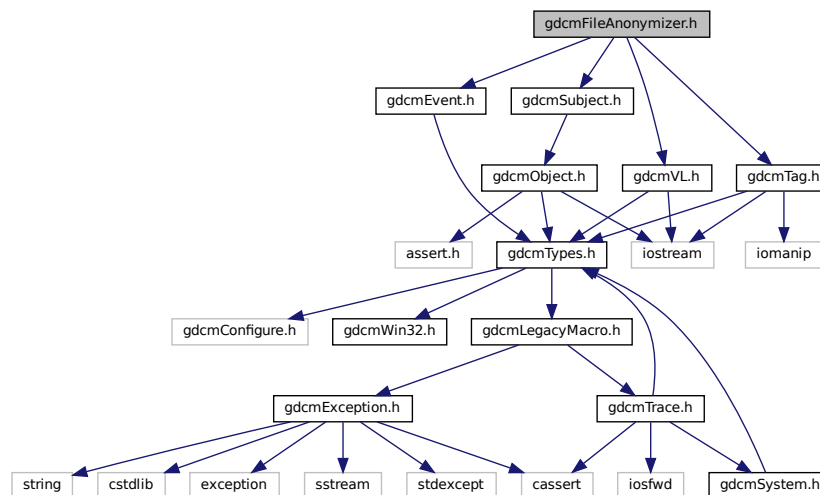 gdcmFileAnonymizer.h
gdcmEvent.h
gdcmSubject.h
gdcmObject.h
gdcmVL.h
gdcmTag.h
assert.h
gdcmTypes.h
iostream
iomanip
gdcmConfigure.h
gdcmWin32.h
gdcmLegacyMacro.h
gdcmException.h
gdcmTrace.h
string
cstdlib
exception
sstream
stdexcept
cassert
iosfwd
gdcmSystem.h